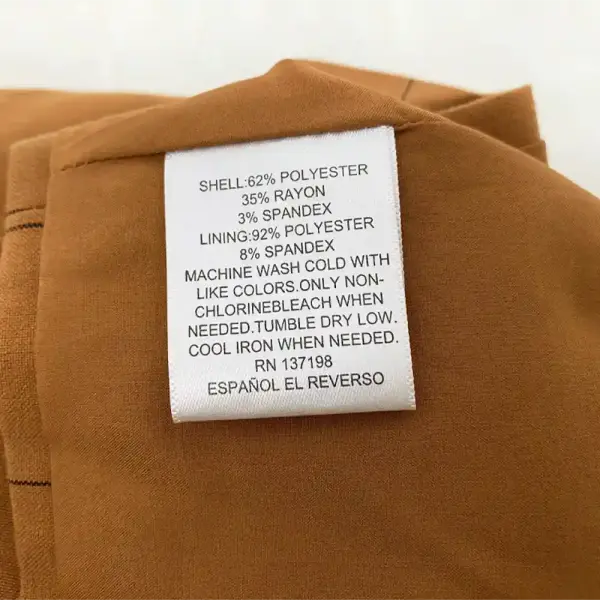 SHELL:62% POLYESTER
35% RAYON
3% SPANDEX
LINING:92% POLYESTER
8% SPANDEX
MACHINE WASH COLD WITH
LIKE COLORS.ONLY NON-
CHLORINEBLEACH WHEN
NEEDED.TUMBLE DRY LOW.
COOL IRON WHEN NEEDED.
RN 137198
ESPAÑOL EL REVERSO